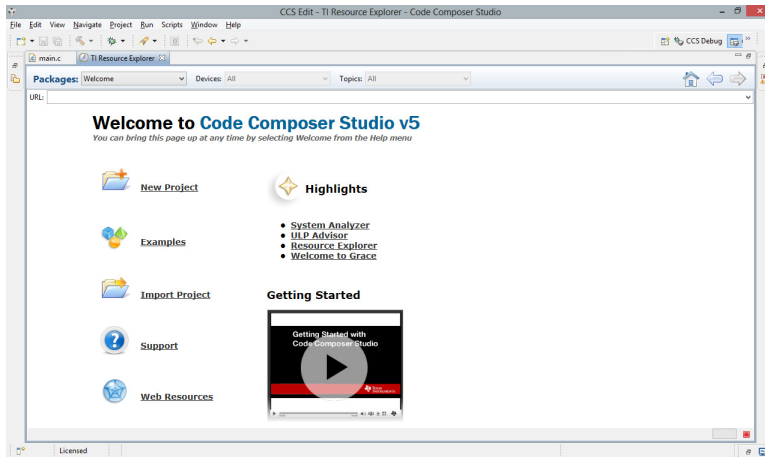 CCS Edit - TI Resource Explorer - Code Composer Studio
File Edit View Navigate Project Run Scripts Window Help
CCS Debug
main.c TI Resource Explorer
Packages: Welcome Devices: All Topics: All
URL:
Welcome to Code Composer Studio v5
You can bring this page up at any time by selecting Welcome from the Help menu
New Project
Highlights
System Analyzer
ULP Advisor
Examples
Resource Explorer
Welcome to Grace
Import Project
Getting Started
Getting Started with
Code Composer Studio
Support
Texas
Instruments
Web Resources
Licensed